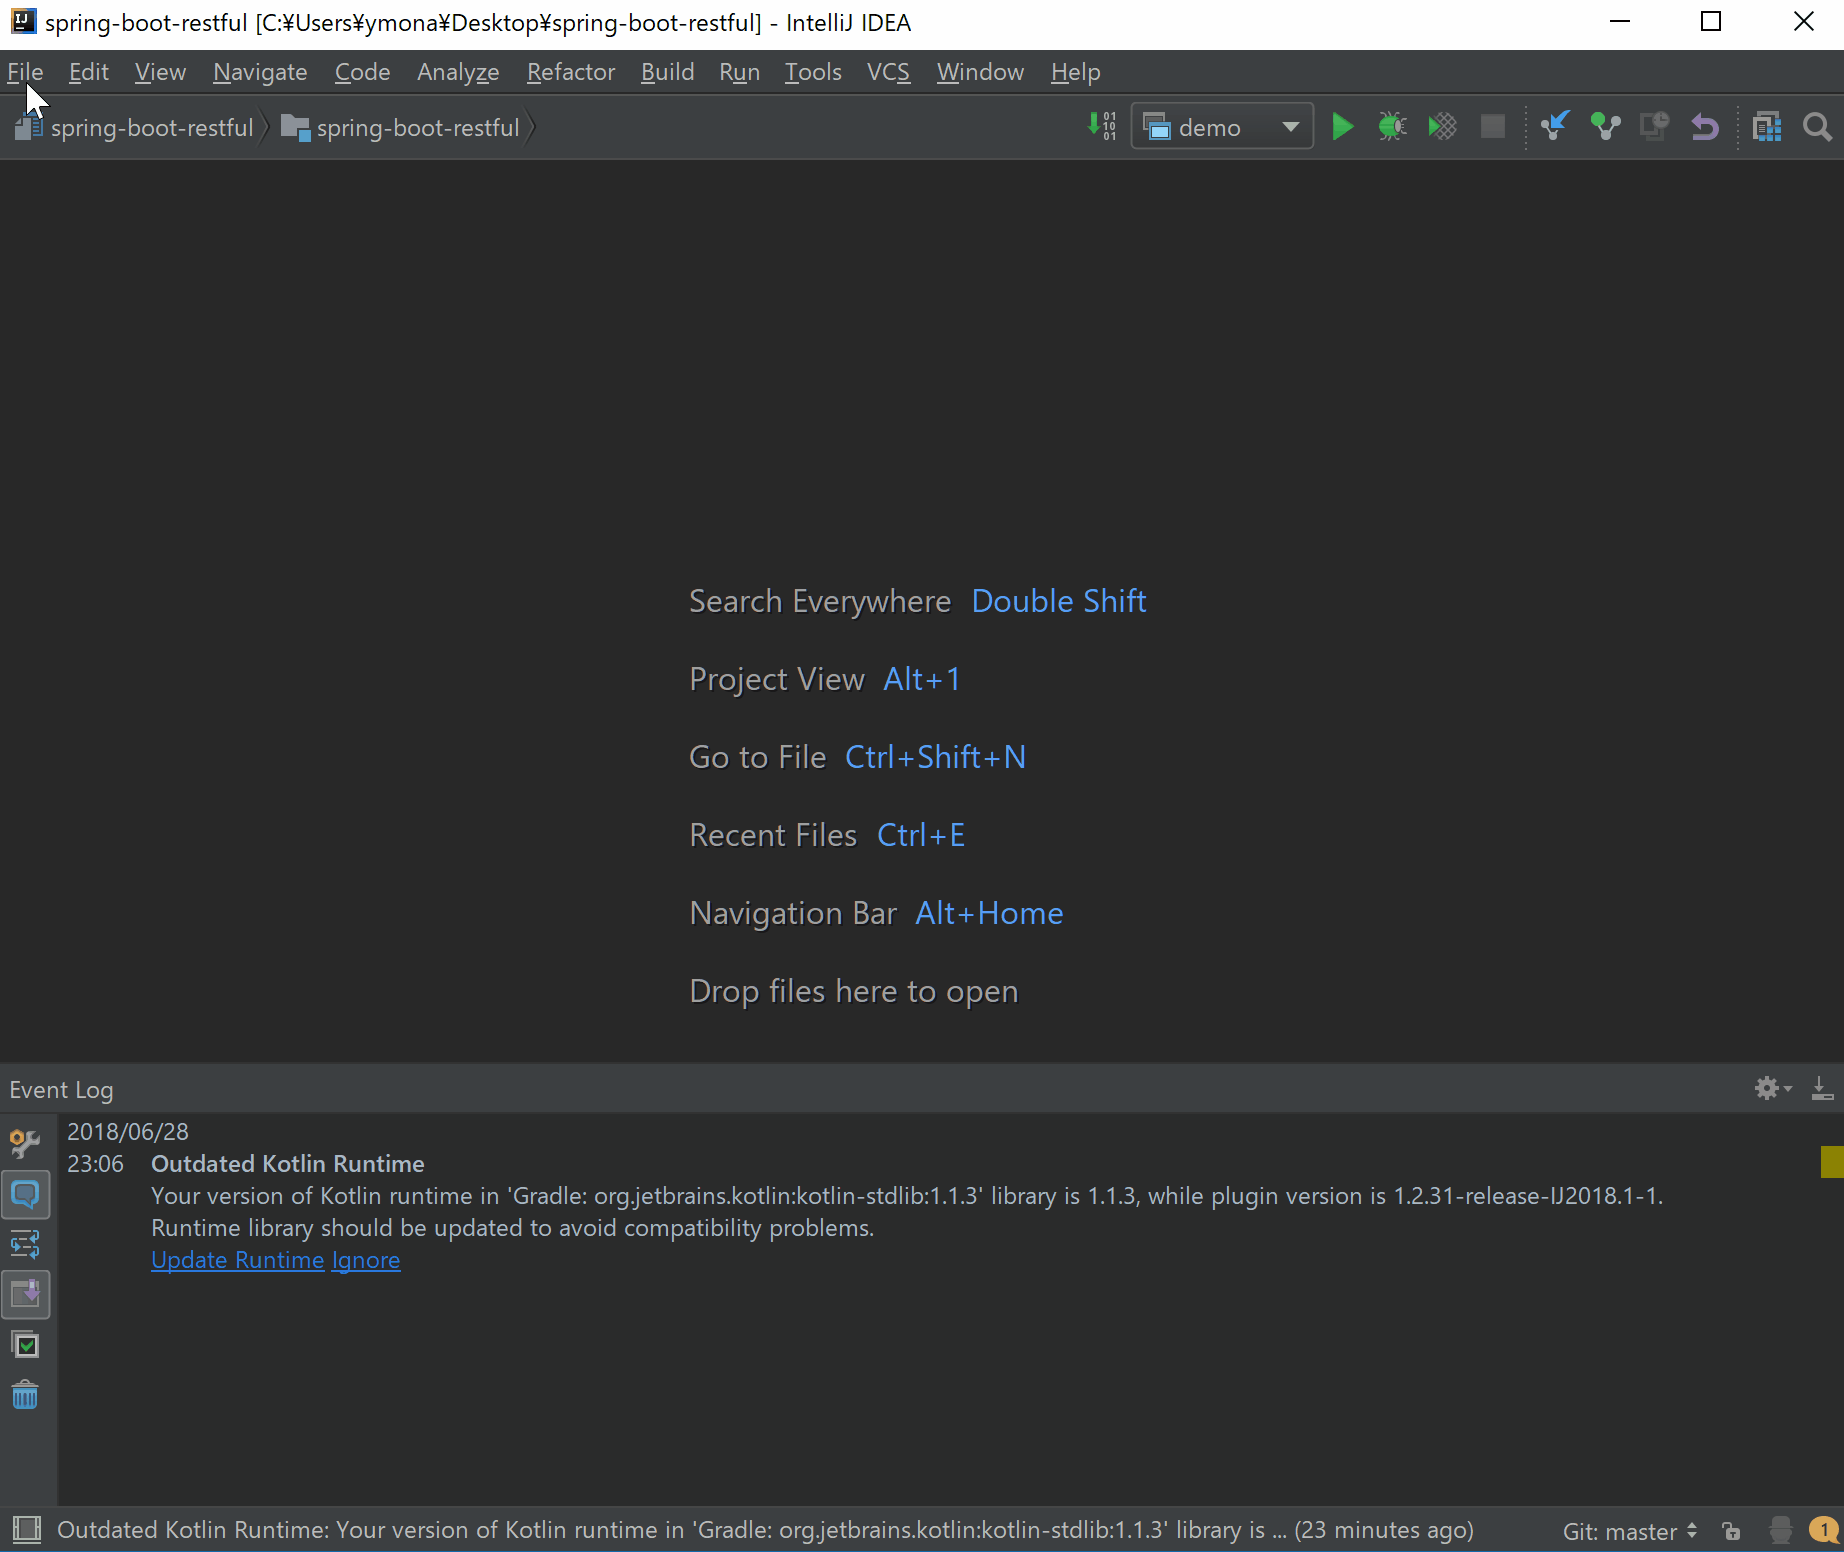 spring-boot-restful [C:¥Users¥ymona¥Desktop¥spring-boot-restful] - IntelliJ IDEA
File Edit View Navigate Code Analyze Refactor Build Run Tools VCS Window Help
spring-boot-restful spring-boot-restful demo
Search Everywhere Double Shift
Project View Alt+1
Go to File Ctrl+Shift+N
Recent Files Ctrl+E
Navigation Bar Alt+Home
Drop files here to open
Event Log
2018/06/28
23:06 Outdated Kotlin Runtime
Your version of Kotlin runtime in 'Gradle: org.jetbrains.kotlin:kotlin-stdlib:1.1.3' library is 1.1.3, while plugin version is 1.2.31-release-IJ2018.1-1.
Runtime library should be updated to avoid compatibility problems.
Update Runtime Ignore
Outdated Kotlin Runtime: Your version of Kotlin runtime in 'Gradle: org.jetbrains.kotlin:kotlin-stdlib:1.1.3' library is ... (23 minutes ago) Git: master 1